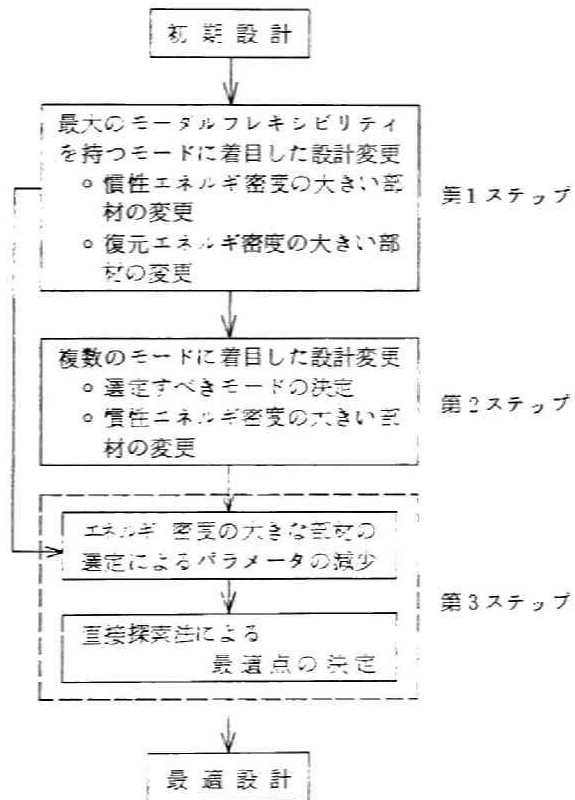 初期設計
最大のモーダルフレキシビリティ
を持つモードに着目した設計変更
○ 慣性エネルギ密度の大きい部
材の変更
○ 復元エネルギ密度の大きい部
材の変更
第1ステップ
複数のモードに着目した設計変更
○ 選定すべきモードの決定
○ 慣性エネルギ密度の大きい部
材の変更
第2ステップ
エネルギ密度の大きな部材の
選定によるパラメータの減少
直接探索法による
最適点の決定
第3ステップ
最適設計